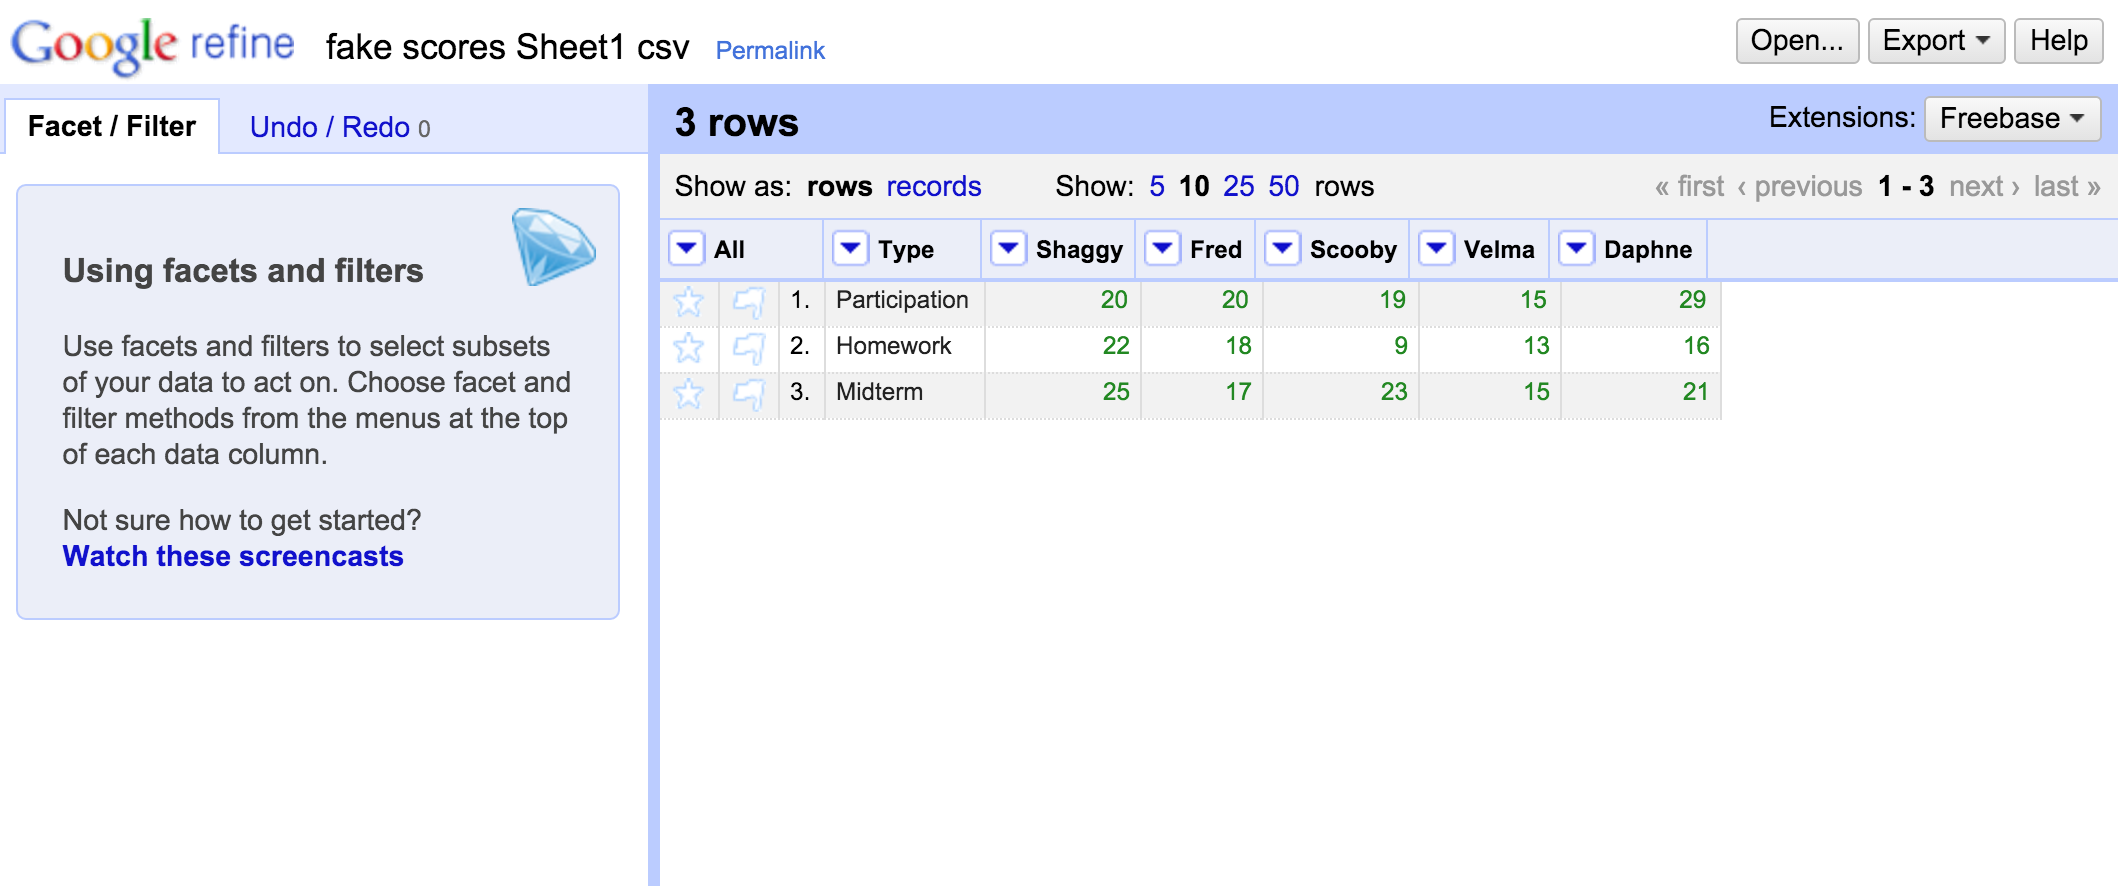 Google refine fake scores Sheet1 csv Permalink Open... Export Help
Facet / Filter Undo / Redo 0
3 rows Extensions: Freebase
Show as: rows records Show: 5 10 25 50 rows « first ‹ previous 1 - 3 next › last »
Using facets and filters
Use facets and filters to select subsets
of your data to act on. Choose facet and
filter methods from the menus at the top
of each data column.
Not sure how to get started?
Watch these screencasts
All Type Shaggy Fred Scooby Velma Daphne
1. Participation 20 20 19 15 29
2. Homework 22 18 9 13 16
3. Midterm 25 17 23 15 21